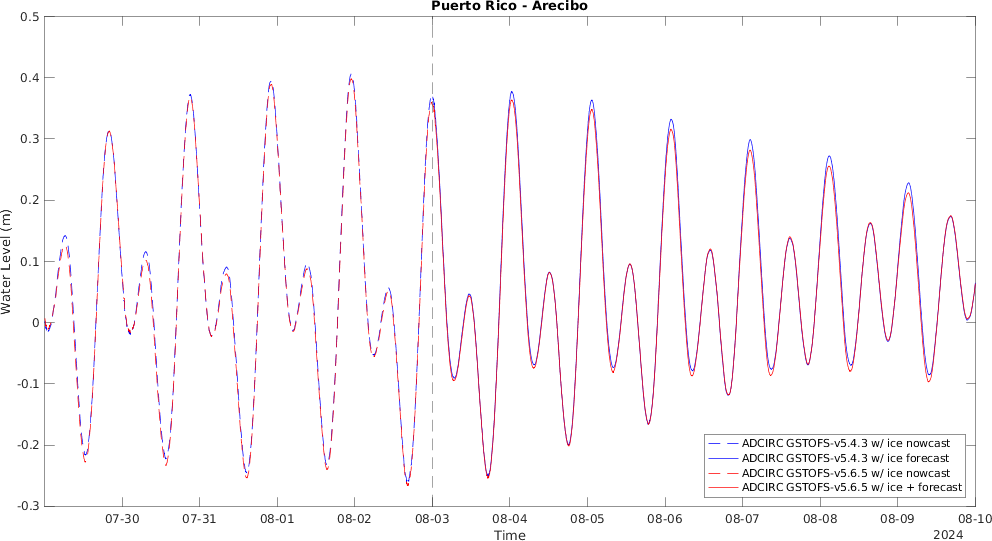 Puerto Rico - Arecibo
0.5
0.4
0.3
0.2
0.1
0
-0.1
-0.2
-0.3
Water Level (m)
ADCIRC GSTOFS-v5.4.3 w/ ice nowcast
ADCIRC GSTOFS-v5.4.3 w/ ice forecast
ADCIRC GSTOFS-v5.6.5 w/ ice nowcast
ADCIRC GSTOFS-v5.6.5 w/ ice + forecast
07-30 07-31 08-01 08-02 08-03 08-04 08-05 08-06 08-07 08-08 08-09 08-10
Time
2024